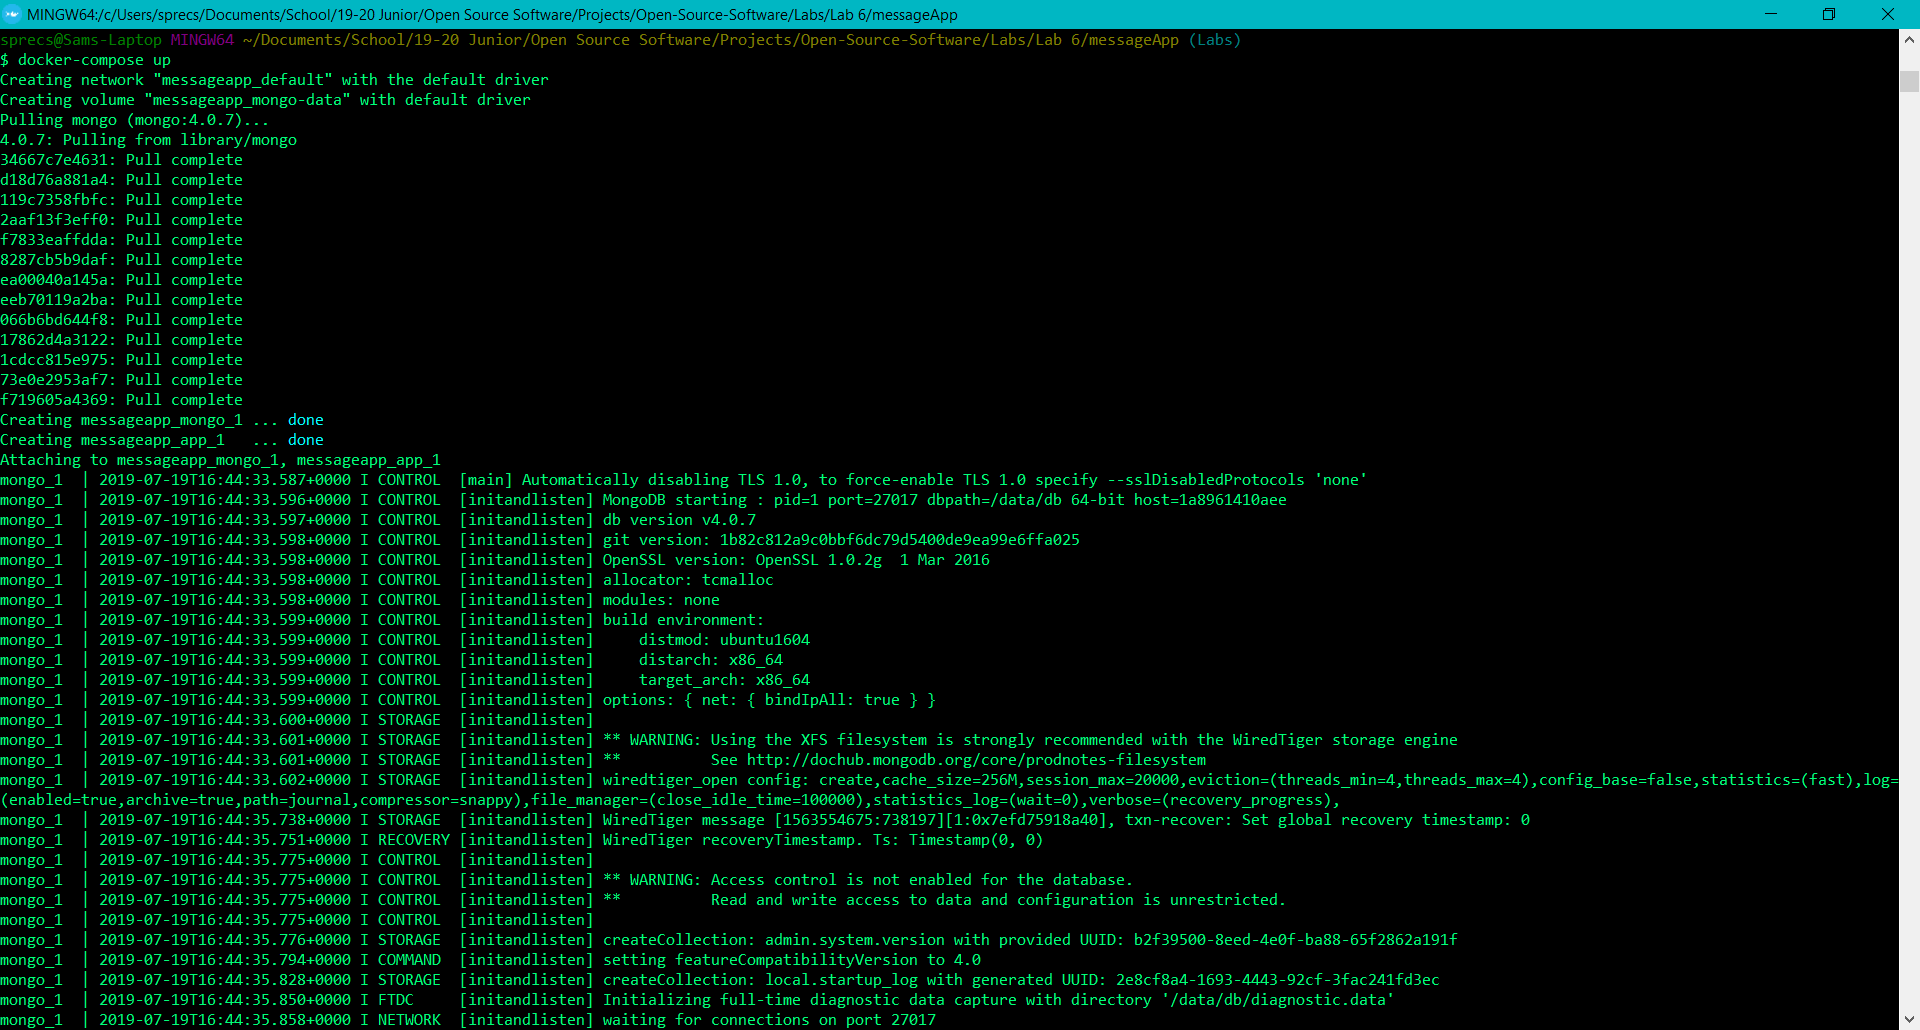 MINGW64:/c/Users/sprecs/Documents/School/19-20 Junior/Open Source Software/Projects/Open-Source-Software/Labs/Lab 6/messageApp
sprecs@Sams-Laptop MINGW64 ~/Documents/School/19-20 Junior/Open Source Software/Projects/Open-Source-Software/Labs/Lab 6/messageApp (Labs)
$ docker-compose up
Creating network "messageapp_default" with the default driver
Creating volume "messageapp_mongo-data" with default driver
Pulling mongo (mongo:4.0.7)...
4.0.7: Pulling from library/mongo
34667c7e4631: Pull complete
d18d76a881a4: Pull complete
119c7358fbfc: Pull complete
2aaf13f3eff0: Pull complete
f7833eaffdda: Pull complete
8287cb5b9daf: Pull complete
ea00040a145a: Pull complete
eeb70119a2ba: Pull complete
066b6bd644f8: Pull complete
17862d4a3122: Pull complete
1cdcc815e975: Pull complete
73e0e2953af7: Pull complete
f719605a4369: Pull complete
Creating messageapp_mongo_1 ... done
Creating messageapp_app_1   ... done
Attaching to messageapp_mongo_1, messageapp_app_1
mongo_1  | 2019-07-19T16:44:33.587+0000 I CONTROL  [main] Automatically disabling TLS 1.0, to force-enable TLS 1.0 specify --sslDisabledProtocols 'none'
mongo_1  | 2019-07-19T16:44:33.596+0000 I CONTROL  [initandlisten] MongoDB starting : pid=1 port=27017 dbpath=/data/db 64-bit host=1a8961410aee
mongo_1  | 2019-07-19T16:44:33.597+0000 I CONTROL  [initandlisten] db version v4.0.7
mongo_1  | 2019-07-19T16:44:33.598+0000 I CONTROL  [initandlisten] git version: 1b82c812a9c0bbf6dc79d5400de9ea99e6ffa025
mongo_1  | 2019-07-19T16:44:33.598+0000 I CONTROL  [initandlisten] OpenSSL version: OpenSSL 1.0.2g  1 Mar 2016
mongo_1  | 2019-07-19T16:44:33.598+0000 I CONTROL  [initandlisten] allocator: tcmalloc
mongo_1  | 2019-07-19T16:44:33.598+0000 I CONTROL  [initandlisten] modules: none
mongo_1  | 2019-07-19T16:44:33.599+0000 I CONTROL  [initandlisten] build environment:
mongo_1  | 2019-07-19T16:44:33.599+0000 I CONTROL  [initandlisten]     distmod: ubuntu1604
mongo_1  | 2019-07-19T16:44:33.599+0000 I CONTROL  [initandlisten]     distarch: x86_64
mongo_1  | 2019-07-19T16:44:33.599+0000 I CONTROL  [initandlisten]     target_arch: x86_64
mongo_1  | 2019-07-19T16:44:33.599+0000 I CONTROL  [initandlisten] options: { net: { bindIpAll: true } }
mongo_1  | 2019-07-19T16:44:33.600+0000 I STORAGE  [initandlisten]
mongo_1  | 2019-07-19T16:44:33.601+0000 I STORAGE  [initandlisten] ** WARNING: Using the XFS filesystem is strongly recommended with the WiredTiger storage engine
mongo_1  | 2019-07-19T16:44:33.601+0000 I STORAGE  [initandlisten] **          See http://dochub.mongodb.org/core/prodnotes-filesystem
mongo_1  | 2019-07-19T16:44:33.602+0000 I STORAGE  [initandlisten] wiredtiger_open config: create,cache_size=256M,session_max=20000,eviction=(threads_min=4,threads_max=4),config_base=false,statistics=(fast),log=
(enabled=true,archive=true,path=journal,compressor=snappy),file_manager=(close_idle_time=100000),statistics_log=(wait=0),verbose=(recovery_progress),
mongo_1  | 2019-07-19T16:44:35.738+0000 I STORAGE  [initandlisten] WiredTiger message [1563554675:738197][1:0x7efd75918a40], txn-recover: Set global recovery timestamp: 0
mongo_1  | 2019-07-19T16:44:35.751+0000 I RECOVERY [initandlisten] WiredTiger recoveryTimestamp. Ts: Timestamp(0, 0)
mongo_1  | 2019-07-19T16:44:35.775+0000 I CONTROL  [initandlisten]
mongo_1  | 2019-07-19T16:44:35.775+0000 I CONTROL  [initandlisten] ** WARNING: Access control is not enabled for the database.
mongo_1  | 2019-07-19T16:44:35.775+0000 I CONTROL  [initandlisten] **          Read and write access to data and configuration is unrestricted.
mongo_1  | 2019-07-19T16:44:35.775+0000 I CONTROL  [initandlisten]
mongo_1  | 2019-07-19T16:44:35.776+0000 I STORAGE  [initandlisten] createCollection: admin.system.version with provided UUID: b2f39500-8eed-4e0f-ba88-65f2862a191f
mongo_1  | 2019-07-19T16:44:35.794+0000 I COMMAND  [initandlisten] setting featureCompatibilityVersion to 4.0
mongo_1  | 2019-07-19T16:44:35.828+0000 I STORAGE  [initandlisten] createCollection: local.startup_log with generated UUID: 2e8cf8a4-1693-4443-92cf-3fac241fd3ec
mongo_1  | 2019-07-19T16:44:35.850+0000 I FTDC     [initandlisten] Initializing full-time diagnostic data capture with directory '/data/db/diagnostic.data'
mongo_1  | 2019-07-19T16:44:35.858+0000 I NETWORK  [initandlisten] waiting for connections on port 27017